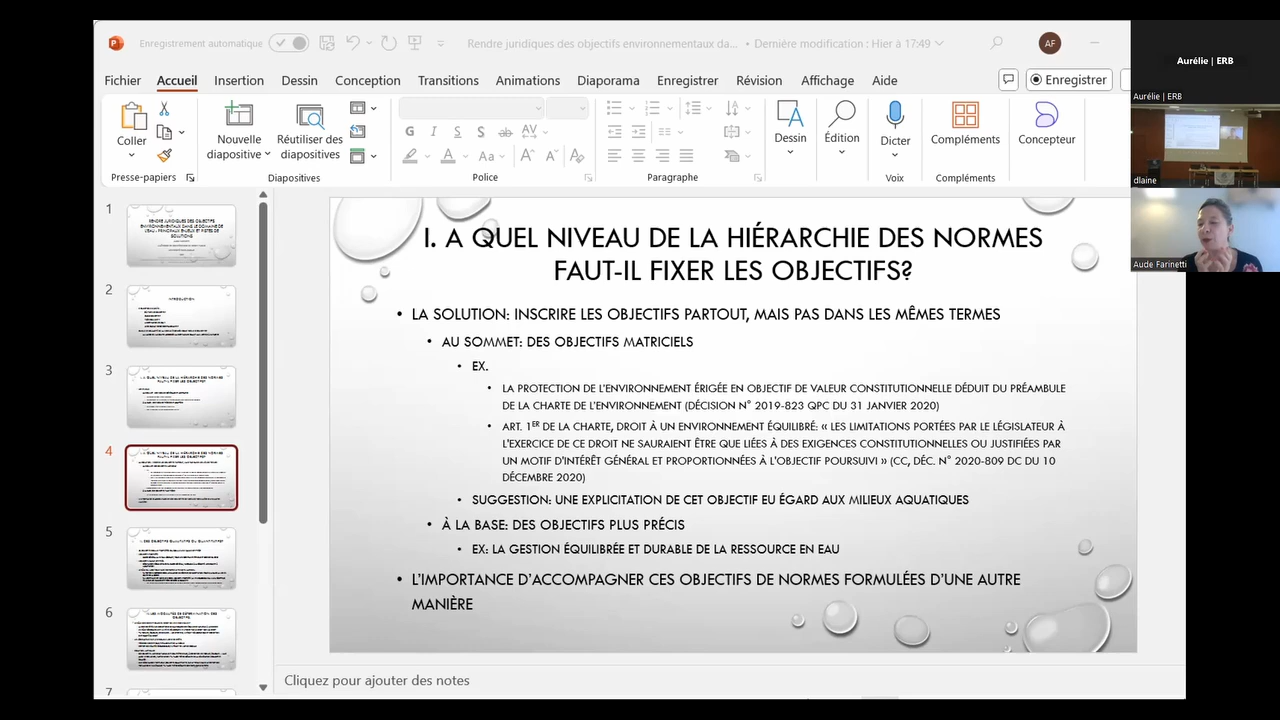 Enregistrement automatique
Rendre juridiques des objectifs environnementaux da... • Dernière modification : Hier à 17:49
AF
Fichier Accueil Insertion Dessin Conception Transitions Animations Diaporama Enregistrer Révision Affichage Aide
Enregistrer
Coller
Nouvelle diapositive
Réutiliser des diapositives
Dessin
Édition
Dicter
Compléments
Concepteur
Presse-papiers
Diapositives
Police
Paragraphe
Voix
Compléments
Aurélie | ERB
Aurélie | ERB
dlaine
Aude Farinetti
1
2
3
4
5
6
7
I. A QUEL NIVEAU DE LA HIÉRARCHIE DES NORMES
FAUT-IL FIXER LES OBJECTIFS?
• LA SOLUTION: INSCRIRE LES OBJECTIFS PARTOUT, MAIS PAS DAS LES MÊMES TERMES
• AU SOMMET: DES OBJECTIFS MATRICIELS
• EX.
• LA PROTECTION DE L'ENVIRONNEMENT ÉRIGÉE EN OBJECTIF DE VALEUR CONSTITUTIONNELLE DÉDUIT DU PRÉAMBULE
DE LA CHARTE DE L'ENVIRONNEMENT (DÉCISION N° 2019-823 QPC DU 31 JANVIER 2020)
• ART. 1ER DE LA CHARTE, DROIT À UN ENVIRONNEMENT ÉQUILIBRÉ: « LES LIMITATIONS PORTÉES PAR LE LÉGISLATEUR À
L'EXERCICE DE CE DROIT NE SAURAIENT ÊTRE QUE LIÉES À DES EXIGENCES CONSTITUTIONNELLES OU JUSTIFIÉES PAR
UN MOTIF D'INTÉRÊT GÉNÉRAL ET PROPORTIONNÉES À L'OBJECTIF POURSUIVI » (DÉC. N° 2020-809 DC DU 10
DÉCEMBRE 2020)
• SUGGESTION: UNE EXPLICITATION DE CET OBJECTIF EU ÉGARD AUX MILIEUX AQUATIQUES
• À LA BASE: DES OBJECTIFS PLUS PRÉCIS
• EX: LA GESTION ÉQUILIBRÉE ET DURABLE DE LA RESSOURCE EN EAU
• L'IMPORTANCE D'ACCOMPAGNER CES OBJECTIFS DE NORMES FORMULÉES D'UNE AUTRE
MANIÈRE
Cliquez pour ajouter des notes